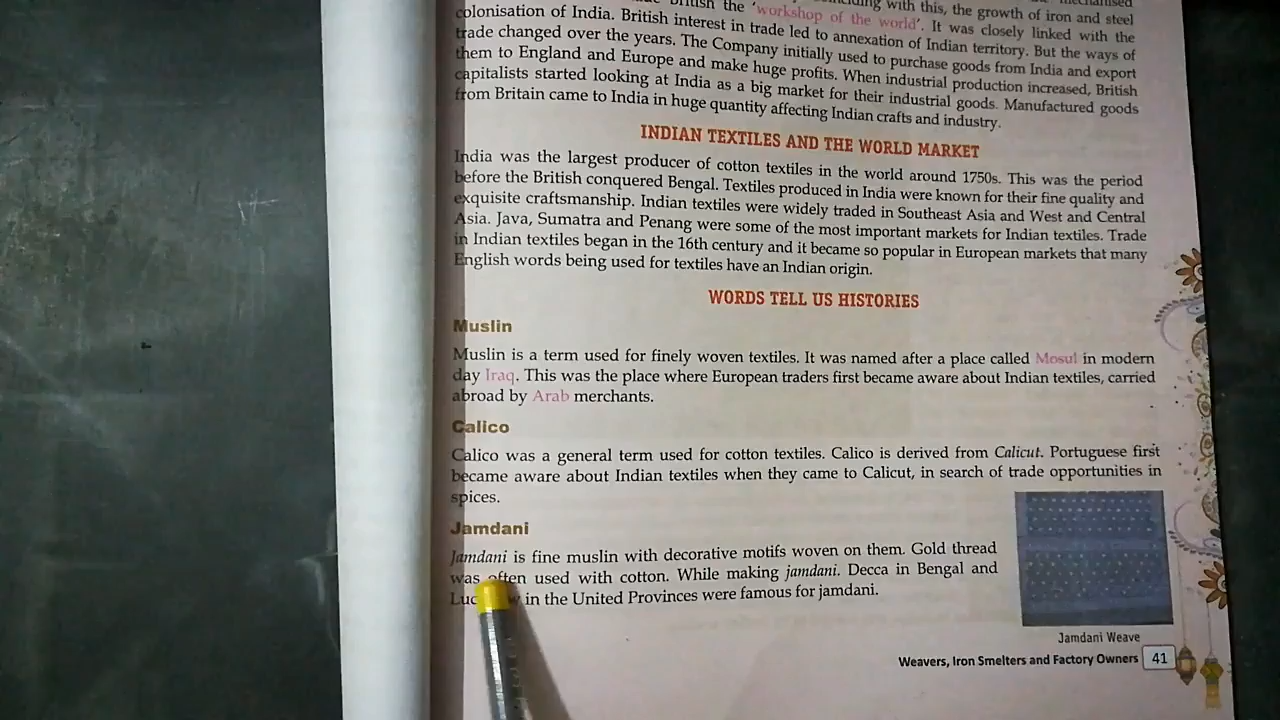 British the 'workshop of the world'. It was closely linked with the
colonisation of India. British interest in trade led to annexation of Indian territory. But the ways of
trade changed over the years. The Company initially used to purchase goods from India and export
them to England and Europe and make huge profits. When industrial production increased, British
capitalists started looking at India as a big market for their industrial goods. Manufactured goods
from Britain came to India in huge quantity affecting Indian crafts and industry.
INDIAN TEXTILES AND THE WORLD MARKET
India was the largest producer of cotton textiles in the world around 1750s. This was the period
before the British conquered Bengal. Textiles produced in India were known for their fine quality and
exquisite craftsmanship. Indian textiles were widely traded in Southeast Asia and West and Central
Asia. Java, Sumatra and Penang were some of the most important markets for Indian textiles. Trade
in Indian textiles began in the 16th century and it became so popular in European markets that many
English words being used for textiles have an Indian origin.
WORDS TELL US HISTORIES
Muslin
Muslin is a term used for finely woven textiles. It was named after a place called Mosul in modern
day Iraq. This was the place where European traders first became aware about Indian textiles, carried
abroad by Arab merchants.
Calico
Calico was a general term used for cotton textiles. Calico is derived from Calicut. Portuguese first
became aware about Indian textiles when they came to Calicut, in search of trade opportunities in
spices.
Jamdani
Jamdani is fine muslin with decorative motifs woven on them. Gold thread
was often used with cotton. While making jamdani. Decca in Bengal and
in the United Provinces were famous for jamdani.
Jamdani Weave
Weavers, Iron Smelters and Factory Owners 41